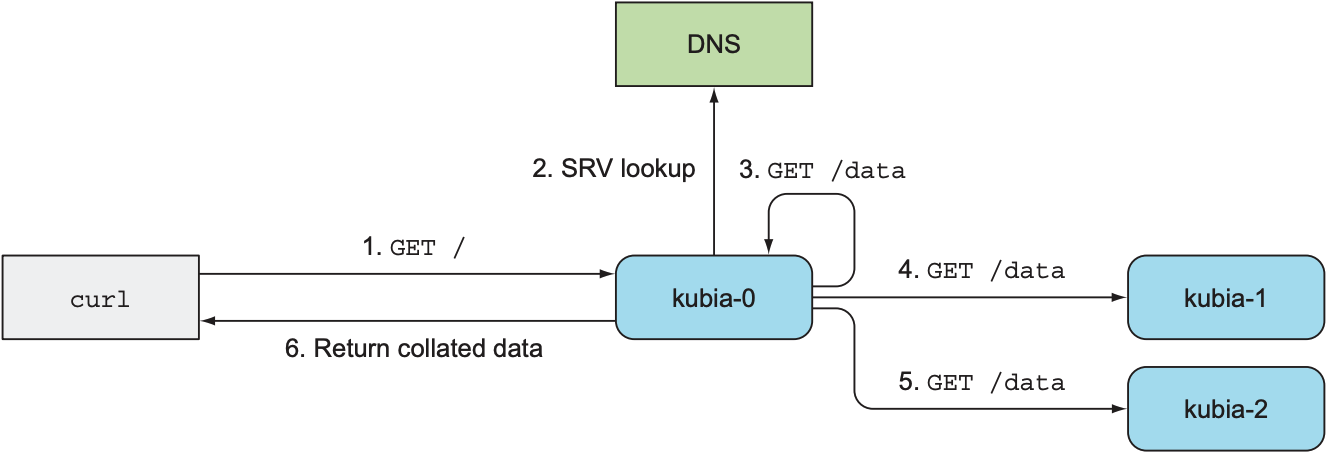 DNS
2. SRV lookup
3. GET /data
1. GET /
4. GET /data
curl
kubia-0
kubia-1
6. Return collated data
5. GET /data
kubia-2